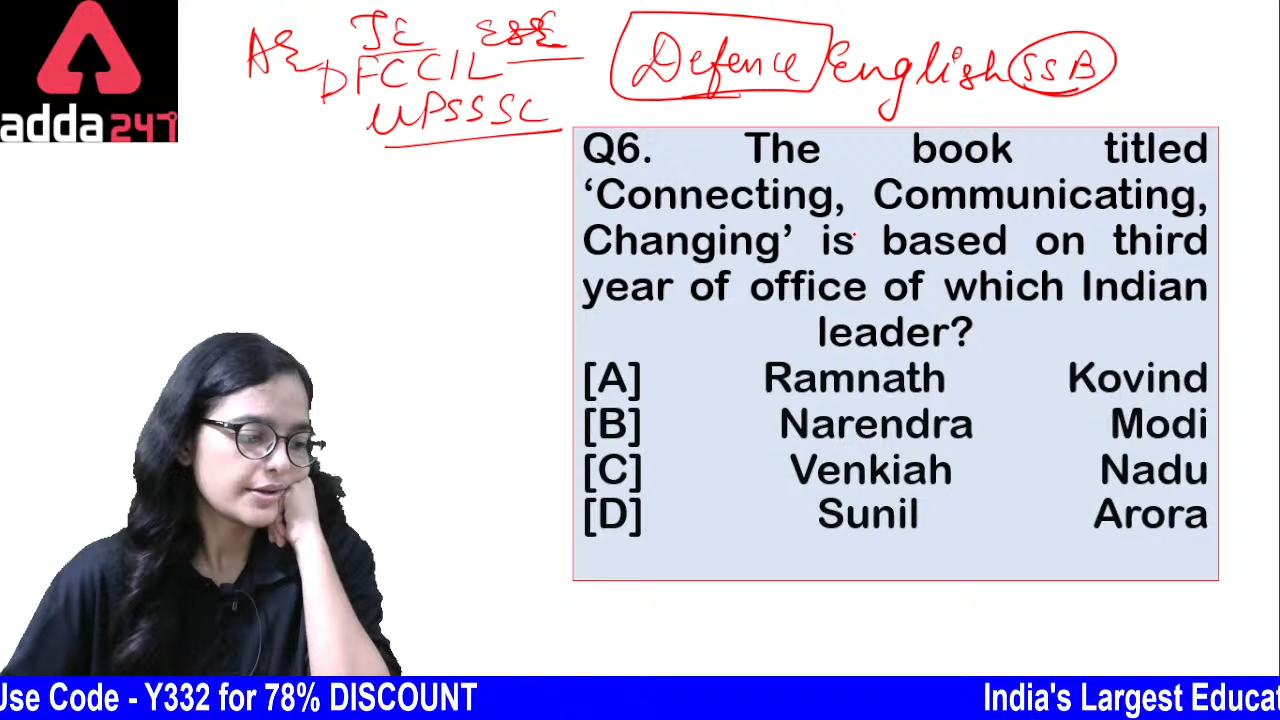 adda247
AE JE ESE
DFCCIL
UPSSSC
Defence English SSB
Q6. The book titled
‘Connecting, Communicating,
Changing’ is based on third
year of office of which Indian
leader?
[A] Ramnath Kovind
[B] Narendra Modi
[C] Venkiah Nadu
[D] Sunil Arora
Use Code - Y332 for 78% DISCOUNT India's Largest Educat